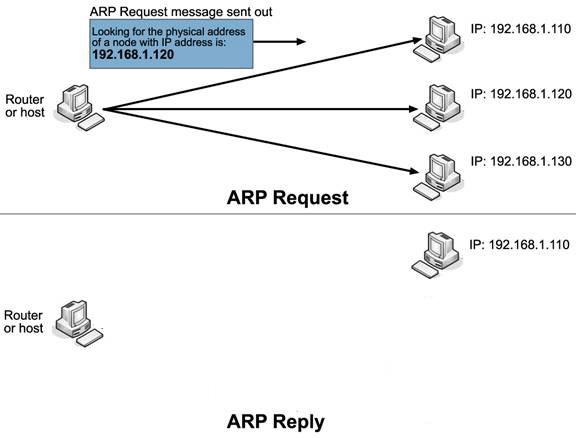 ARP Request message sent out
Looking for the physical address
of a node with IP address is:
192.168.1.120
IP: 192.168.1.110
Router
or host
IP: 192.168.1.120
IP: 192.168.1.130
ARP Request
IP: 192.168.1.110
Router
or host
ARP Reply